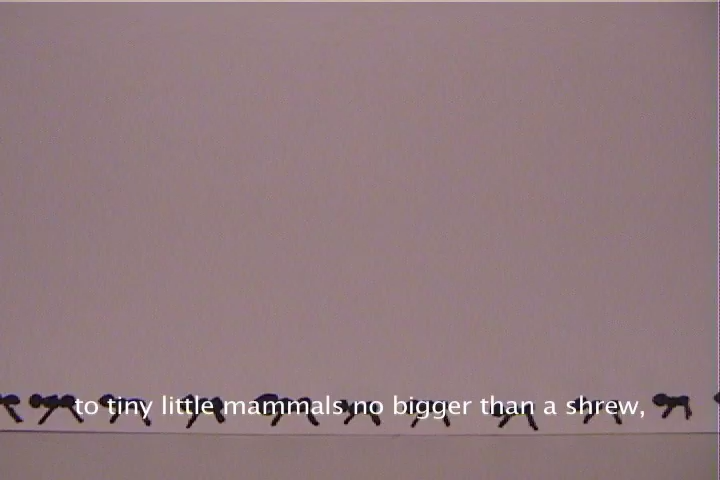 to tiny little mammals no bigger than a shrew,